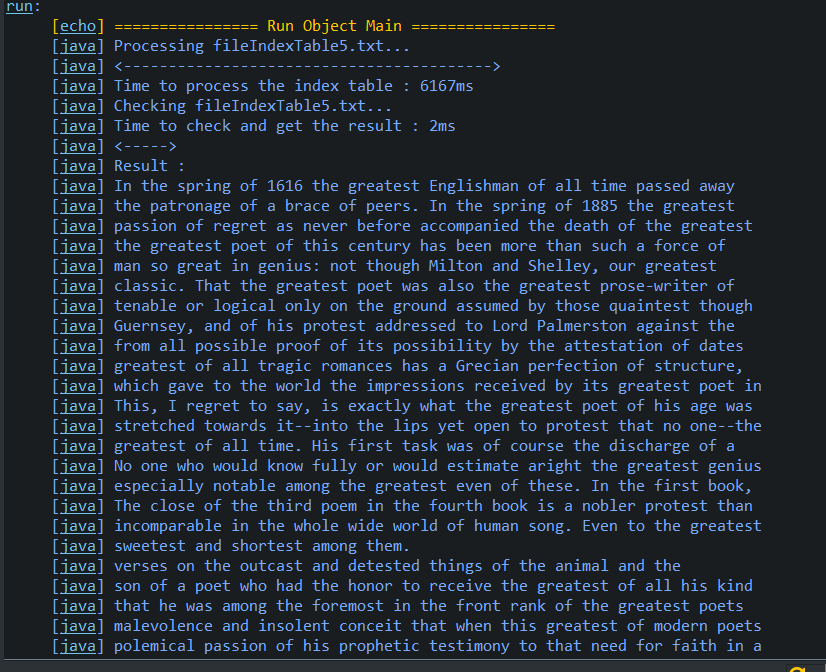 run:
[echo] ================ Run Object Main ================
[java] Processing fileIndexTable5.txt...
[java] <----------------------------------------->
[java] Time to process the index table : 6167ms
[java] Checking fileIndexTable5.txt...
[java] Time to check and get the result : 2ms
[java] <----->
[java] Result :
[java] In the spring of 1616 the greatest Englishman of all time passed away
[java] the patronage of a brace of peers. In the spring of 1885 the greatest
[java] passion of regret as never before accompanied the death of the greatest
[java] the greatest poet of this century has been more than such a force of
[java] man so great in genius: not though Milton and Shelley, our greatest
[java] classic. That the greatest poet was also the greatest prose-writer of
[java] tenable or logical only on the ground assumed by those quaintest though
[java] Guernsey, and of his protest addressed to Lord Palmerston against the
[java] from all possible proof of its possibility by the attestation of dates
[java] greatest of all tragic romances has a Grecian perfection of structure,
[java] which gave to the world the impressions received by its greatest poet in
[java] This, I regret to say, is exactly what the greatest poet of his age was
[java] stretched towards it--into the lips yet open to protest that no one--the
[java] greatest of all time. His first task was of course the discharge of a
[java] No one who would know fully or would estimate aright the greatest genius
[java] especially notable among the greatest even of these. In the first book,
[java] The close of the third poem in the fourth book is a nobler protest than
[java] incomparable in the whole wide world of human song. Even to the greatest
[java] sweetest and shortest among them.
[java] verses on the outcast and detested things of the animal and the
[java] son of a poet who had the honor to receive the greatest of all his kind
[java] that he was among the foremost in the front rank of the greatest poets
[java] malevolence and insolent conceit that when this greatest of modern poets
[java] polemical passion of his prophetic testimony to that need for faith in a